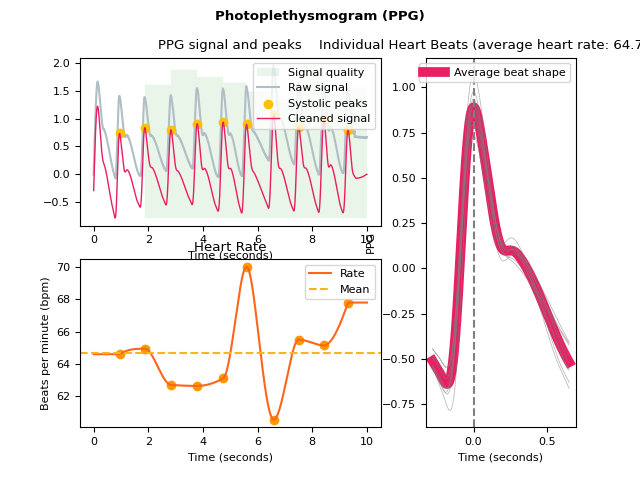 Photoplethysmogram (PPG)
PPG signal and peaks
Individual Heart Beats (average heart rate: 64.7
Signal quality
Raw signal
Systolic peaks
Cleaned signal
2.0
1.5
1.0
0.5
0.0
−0.5
0 2 4 6 8 10
Time (seconds)
Heart Rate
Rate
Mean
Beats per minute (bpm)
70
68
66
64
62
0 2 4 6 8 10
Time (seconds)
Average beat shape
PPG
1.00
0.75
0.50
0.25
0.00
−0.25
−0.50
−0.75
0.0 0.5
Time (seconds)